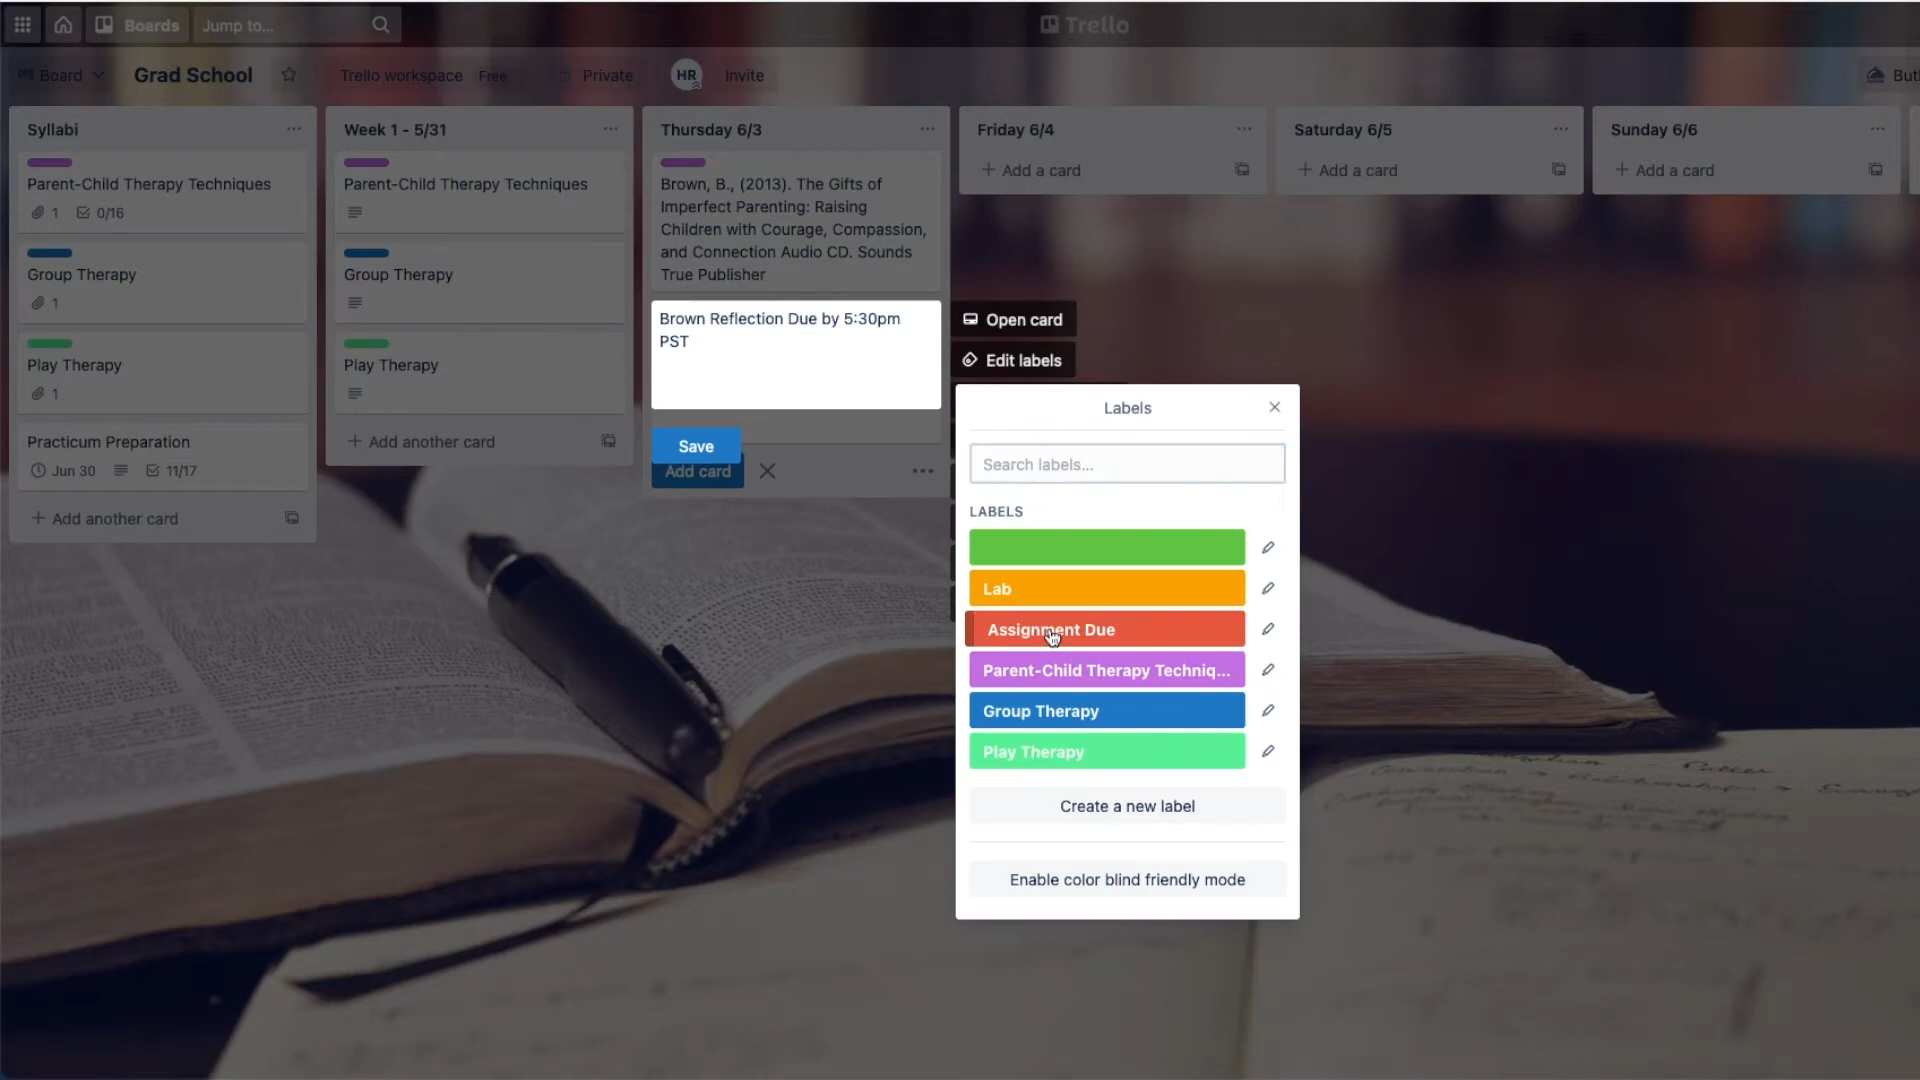 Boards
Jump to...
Trello
Board
Grad School
Trello workspace
Free
Private
HR
Invite
Syllabi
Parent-Child Therapy Techniques
1
0/16
Group Therapy
1
Play Therapy
1
Practicum Preparation
Jun 30
11/17
+ Add another card
Week 1 - 5/31
Parent-Child Therapy Techniques
Group Therapy
Play Therapy
+ Add another card
Thursday 6/3
Brown, B., (2013). The Gifts of
Imperfect Parenting: Raising
Children with Courage, Compassion,
and Connection Audio CD. Sounds
True Publisher
Brown Reflection Due by 5:30pm
PST
Save
Add card
Friday 6/4
+ Add a card
Saturday 6/5
+ Add a card
Sunday 6/6
+ Add a card
Open card
Edit labels
Labels
Search labels...
LABELS
Lab
Assignment Due
Parent-Child Therapy Techniq...
Group Therapy
Play Therapy
Create a new label
Enable color blind friendly mode